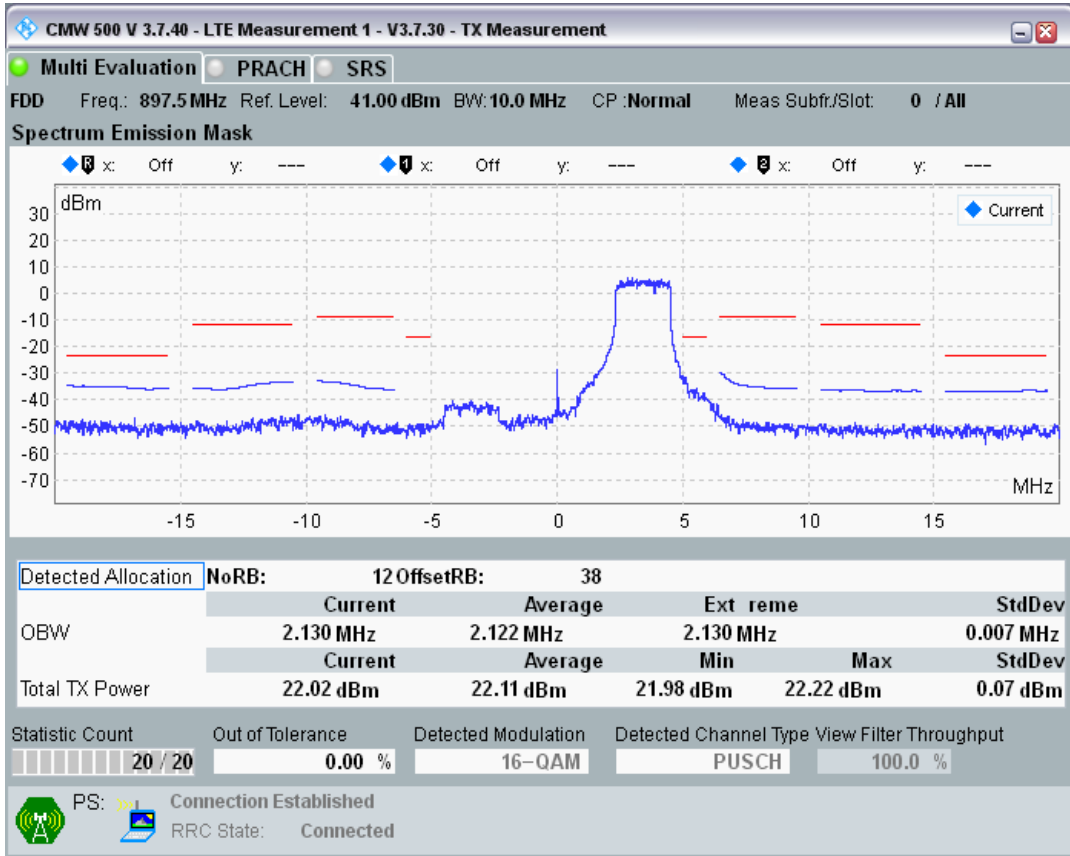 CMW 500 V 3.7.40 - LTE Measurement 1 - V3.7.30 - TX Measurement
Multi Evaluation PRACH SRS
FDD Freq.: 897.5 MHz Ref. Level: 41.00 dBm BW: 10.0 MHz CP :Normal Meas Subfr./Slot: 0 / All
Spectrum Emission Mask
R x: Off y: --- 1 x: Off y: --- 2 x: Off y: ---
dBm
Current
30
20
10
0
-10
-20
-30
-40
-50
-60
-70
MHz
-15 -10 -5 0 5 10 15
Detected Allocation NoRB: 12 OffsetRB: 38
Current Average Ext reme StdDev
OBW 2.130 MHz 2.122 MHz 2.130 MHz 0.007 MHz
Current Average Min Max StdDev
Total TX Power 22.02 dBm 22.11 dBm 21.98 dBm 22.22 dBm 0.07 dBm
Statistic Count Out of Tolerance Detected Modulation Detected Channel Type View Filter Throughput
20 / 20 0.00 % 16-QAM PUSCH 100.0 %
PS: Connection Established
RRC State: Connected